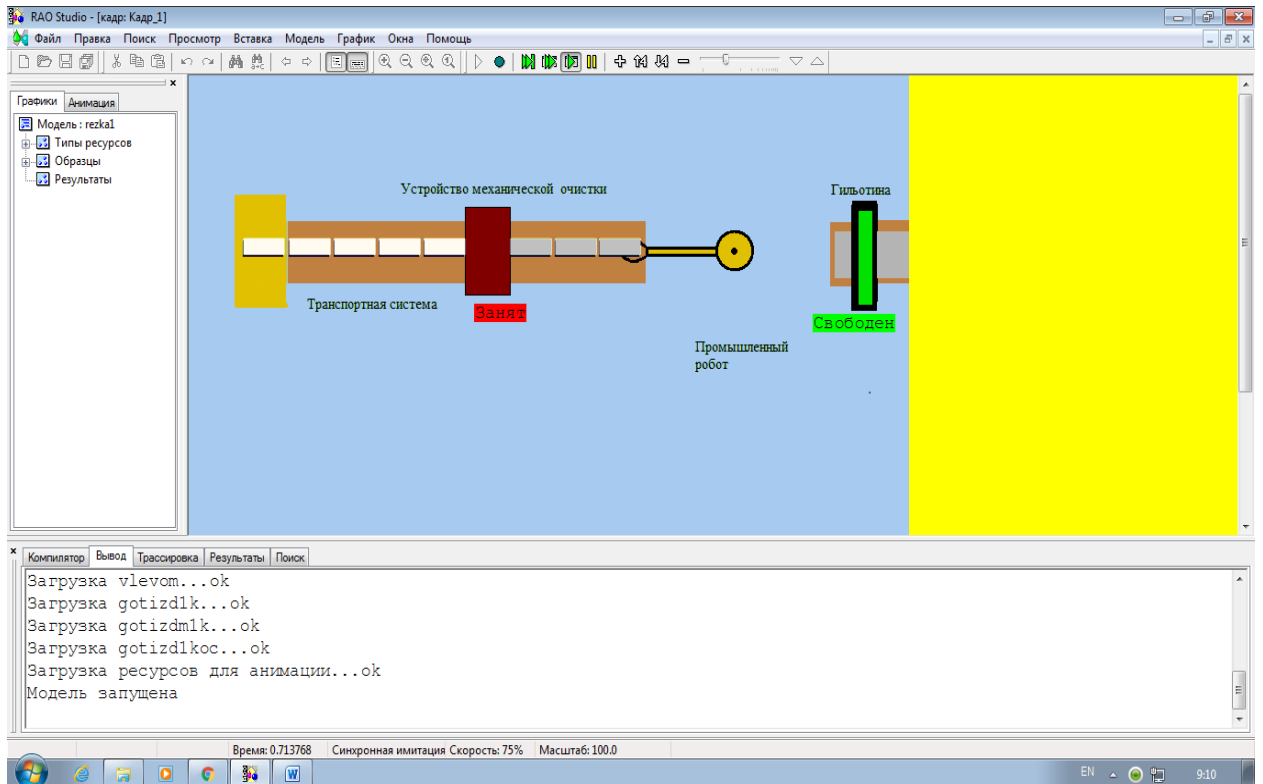 RAO Studio - [кадр: Кадр_1]
Файл Правка Поиск Просмотр Вставка Модель График Окна Помощь
Графики Анимация
Модель : rezka1
Типы ресурсов
Образцы
Результаты
Устройство механической очистки
Гильотина
Транспортная система
Занят
Свободен
Промышленный
робот
Компилятор Вывод Трассировка Результаты Поиск
Загрузка vlevom...ok
Загрузка gotizd1k...ok
Загрузка gotizdm1k...ok
Загрузка gotizd1koc...ok
Загрузка ресурсов для анимации...ok
Модель запущена
Время: 0.713768 Синхронная имитация Скорость: 75% Масштаб: 100.0
EN 9:10